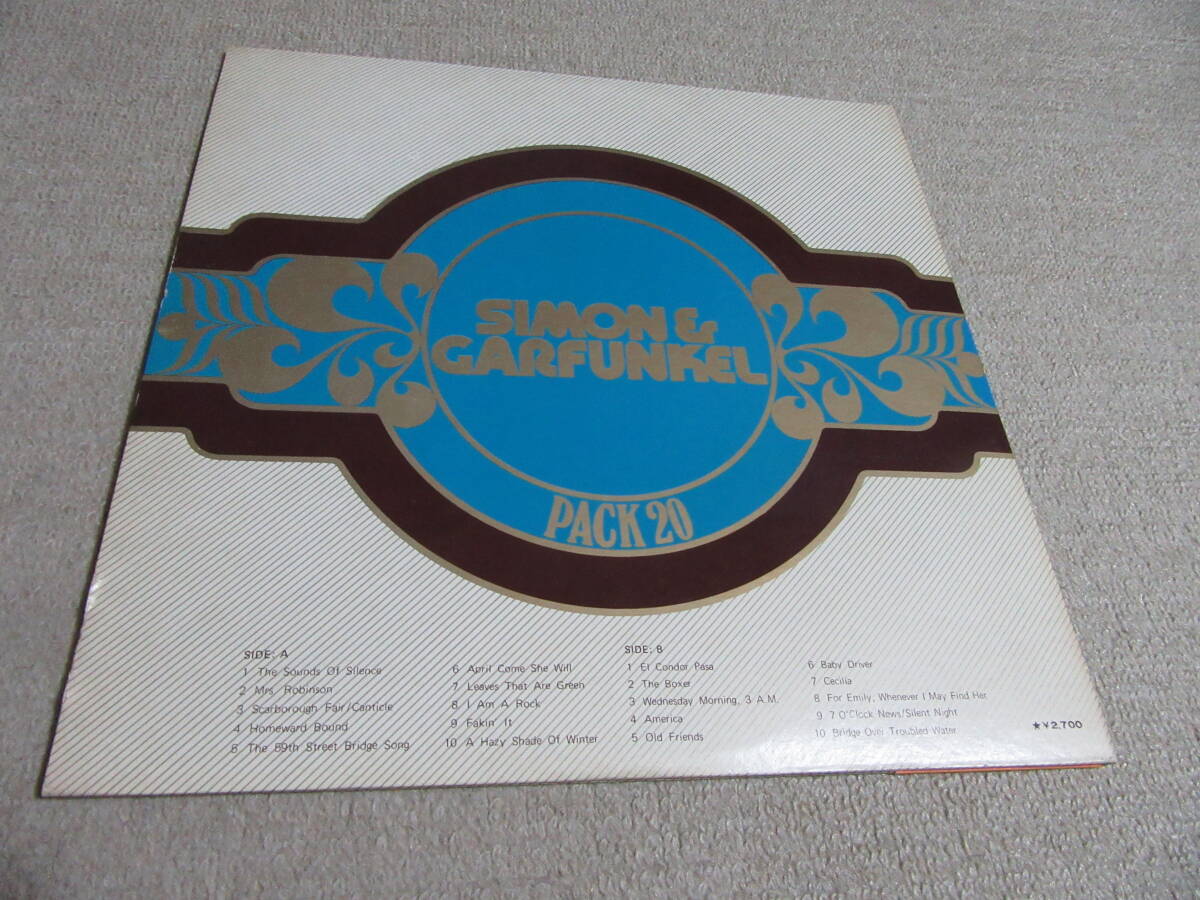 SIMON &
GARFUNKEL
PACK 20
SIDE; A
1 The Sounds Of Silence
2 Mrs. Robinson
3 Scarborough Fair/Canticle
4 Homeward Bound
5 The 59th Street Bridge Song
6 April Come She Will
7 Leaves That Are Green
8 I Am A Rock
9 Fakin' It
10 A Hazy Shade Of Winter
SIDE; B
1 El Condor Pasa
2 The Boxer
3 Wednesday Morning, 3 A.M.
4 America
5 Old Friends
6 Baby Driver
7 Cecilia
8 For Emily, Whenever I May Find Her
9 7 O'Clock News/Silent Night
10 Bridge Over Troubled Water
★¥2,700